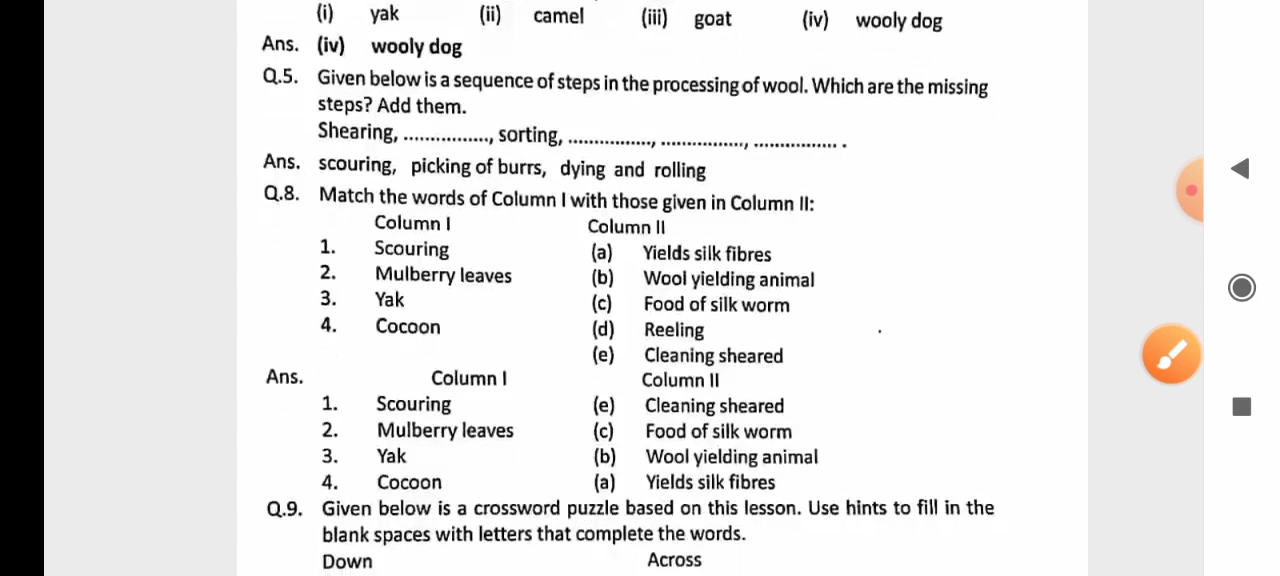 (i) yak (ii) camel (iii) goat (iv) wooly dog
Ans. (iv) wooly dog
Q.5. Given below is a sequence of steps in the processing of wool. Which are the missing
steps? Add them.
Shearing, ................, sorting, ................, ................, ................ .
Ans. scouring, picking of burrs, dying and rolling
Q.8. Match the words of Column I with those given in Column II:
Column I Column II
1. Scouring (a) Yields silk fibres
2. Mulberry leaves (b) Wool yielding animal
3. Yak (c) Food of silk worm
4. Cocoon (d) Reeling
(e) Cleaning sheared
Ans. Column I Column II
1. Scouring (e) Cleaning sheared
2. Mulberry leaves (c) Food of silk worm
3. Yak (b) Wool yielding animal
4. Cocoon (a) Yields silk fibres
Q.9. Given below is a crossword puzzle based on this lesson. Use hints to fill in the
blank spaces with letters that complete the words.
Down Across